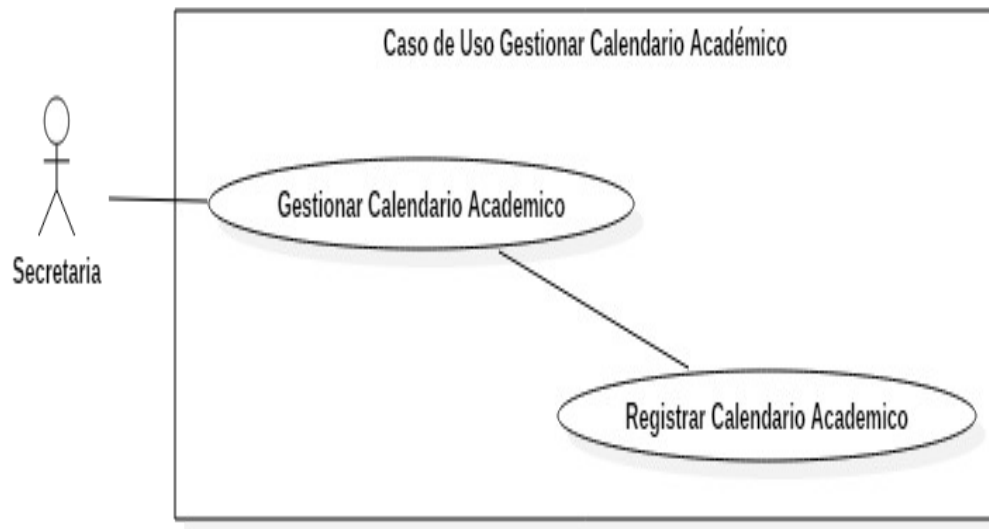 Caso de Uso Gestionar Calendario Académico
Gestionar Calendario Academico
Secretaria
Registrar Calendario Academico